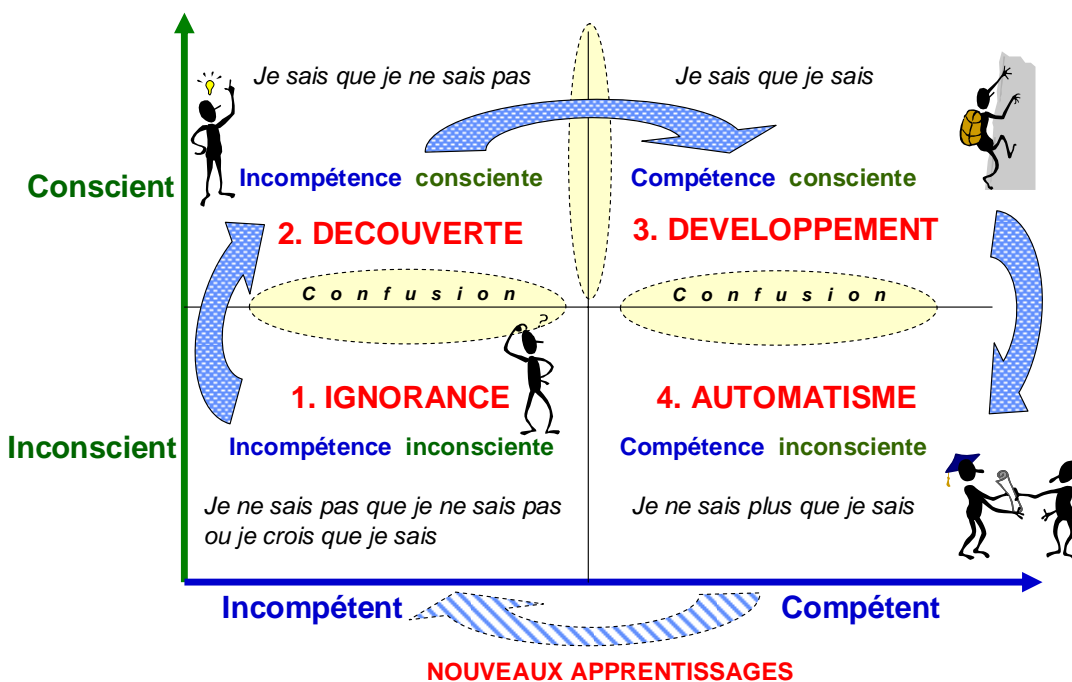 Je sais que je ne sais pas
Je sais que je sais
Conscient
Incompétence consciente
Compétence consciente
2. DECOUVERTE
3. DEVELOPPEMENT
Confusion
Confusion
?
1. IGNORANCE
4. AUTOMATISME
Inconscient
Incompétence inconsciente
Compétence inconsciente
Je ne sais pas que je ne sais pas
ou je crois que je sais
Je ne sais plus que je sais
Incompétent
Compétent
NOUVEAUX APPRENTISSAGES